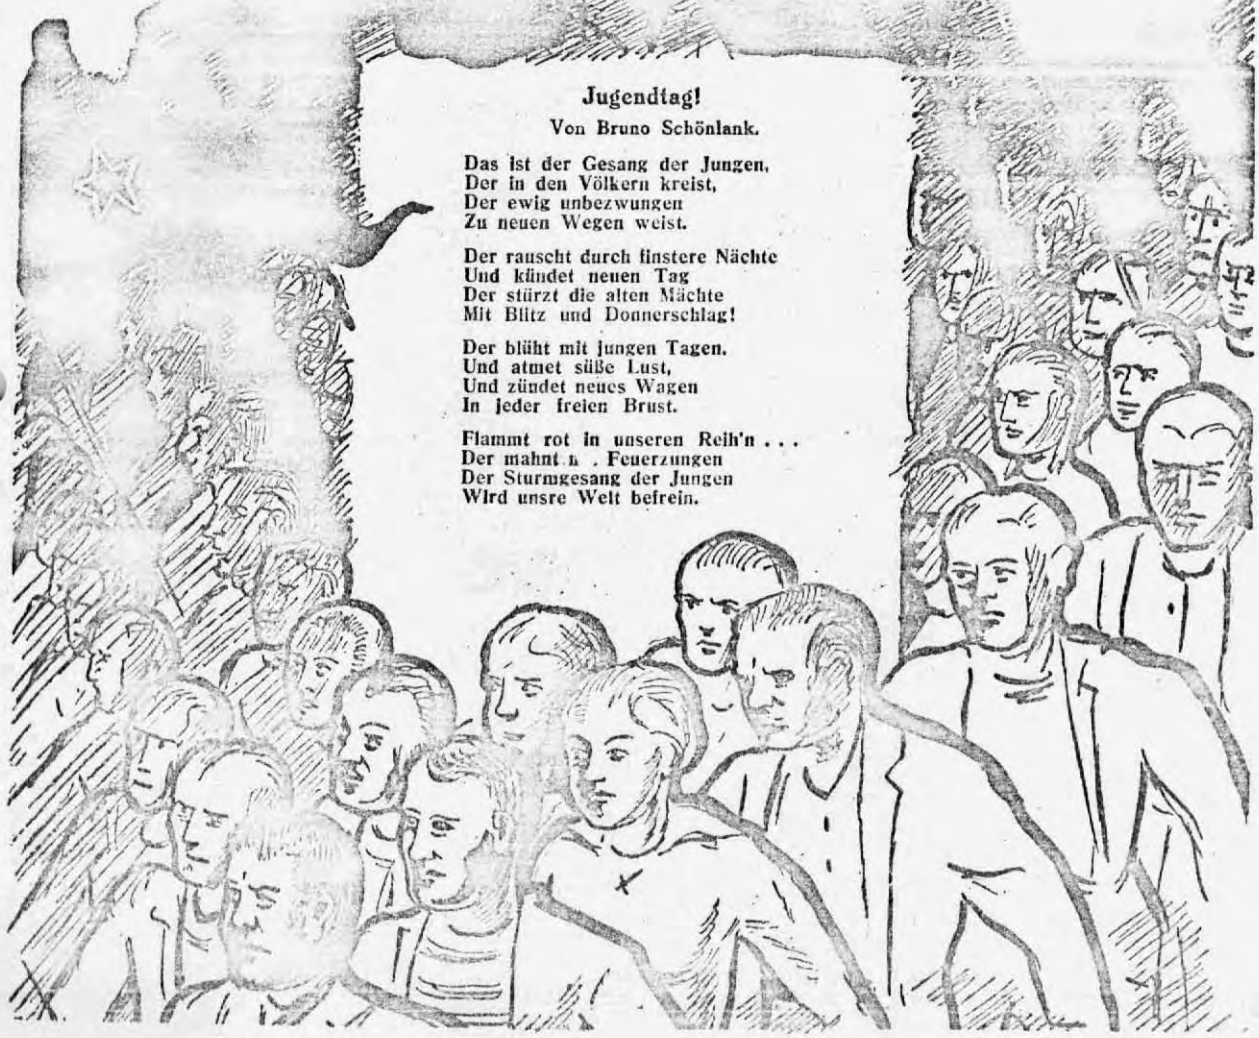 Jugendtag!
Von Bruno Schönlank.
Das ist der Gesang der Jungen,
Der in den Völkern kreist,
Der ewig unbezwungen
Zu neuen Wegen weist.
Der rauscht durch finstere Nächte
Und kündet neuen Tag
Der stürzt die alten Mächte
Mit Blitz und Donnerschlag!
Der blüht mit jungen Tagen.
Und atmet süße Lust,
Und zündet neues Wagen
In jeder freien Brust.
Flammt rot in unseren Reih'n . . .
Der mahnt Feuerzungen
Der Sturmgesang der Jungen
Wird unsre Welt befrein.